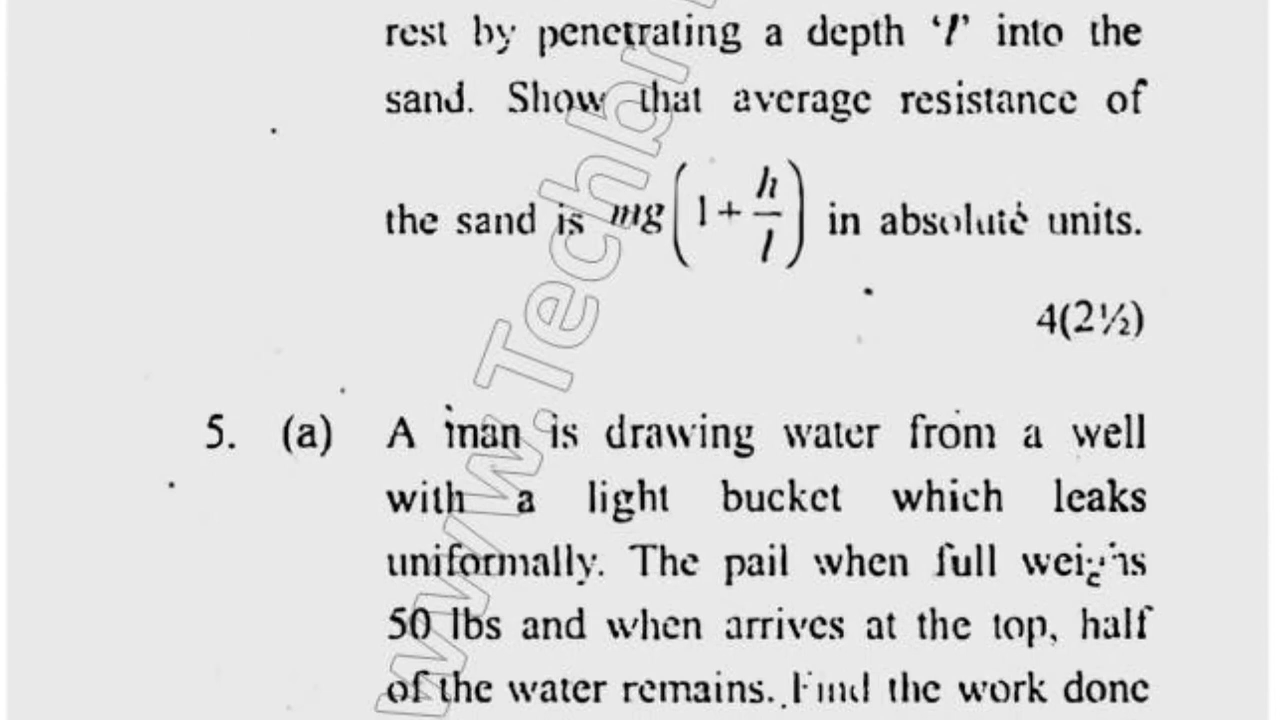 rest by penetrating a depth ‘l’ into the
sand. Show that average resistance of
the sand is mg(1 + h/l) in absolute units.
4(2½)
5. (a) A man is drawing water from a well
with a light bucket which leaks
uniformally. The pail when full weighs
50 lbs and when arrives at the top, half
of the water remains. Find the work done
www.Techbr